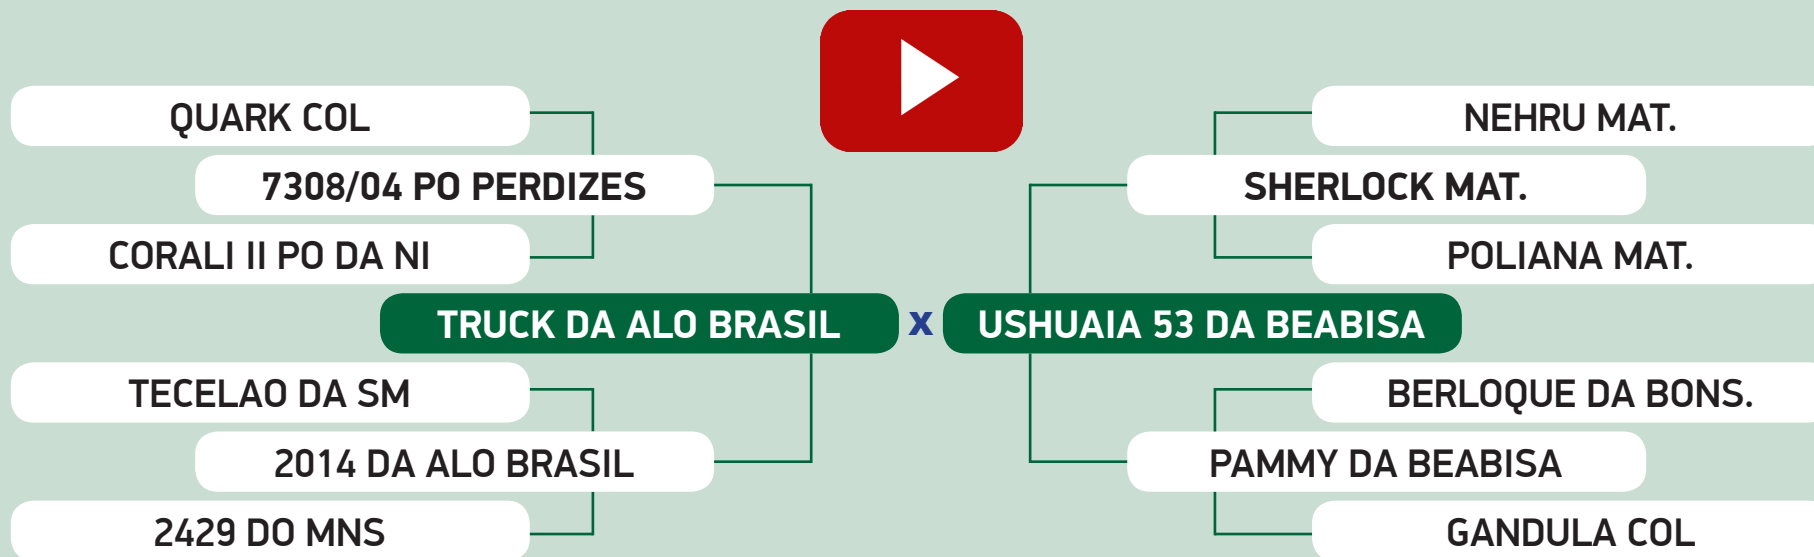 QUARK COL
NEHRU MAT.
7308/04 PO PERDIZES
SHERLOCK MAT.
CORALI II PO DA NI
POLIANA MAT.
TRUCK DA ALO BRASIL x USHUAIA 53 DA BEABISA
TECELAO DA SM
BERLOQUE DA BONS.
2014 DA ALO BRASIL
PAMMY DA BEABISA
2429 DO MNS
GANDULA COL